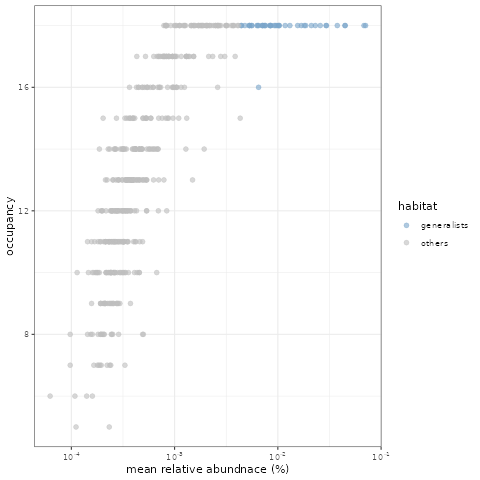 occupancy
16
12
8
10⁻⁴
10⁻³
10⁻²
10⁻¹
mean relative abundnace (%)
habitat
generalists
others